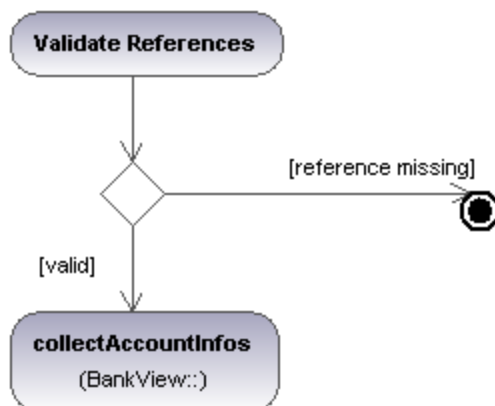 Validate References
[reference missing]
[valid]
collectAccountInfos
(BankView::)